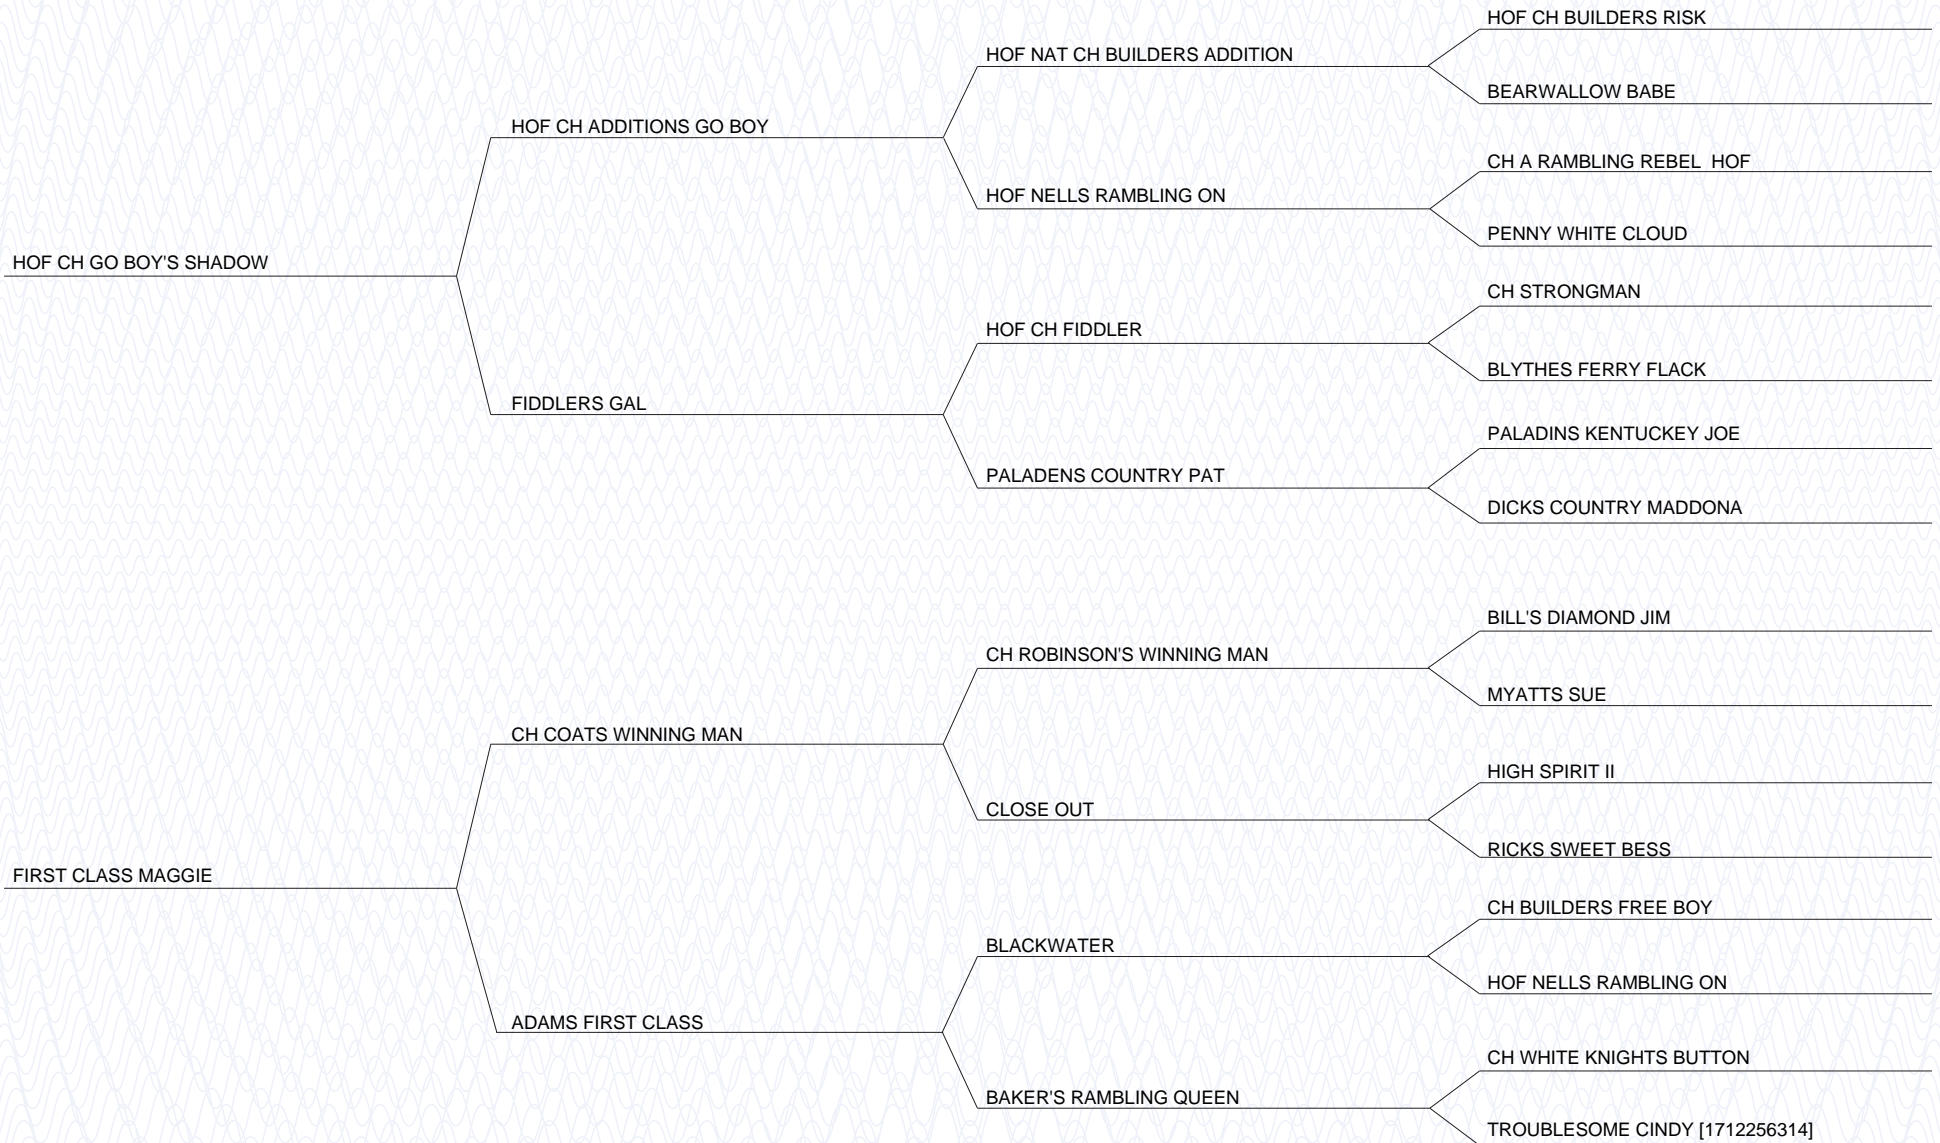 HOF CH BUILDERS RISK
HOF NAT CH BUILDERS ADDITION
BEARWALLOW BABE
HOF CH ADDITIONS GO BOY
CH A RAMBLING REBEL  HOF
HOF NELLS RAMBLING ON
PENNY WHITE CLOUD
HOF CH GO BOY'S SHADOW
CH STRONGMAN
HOF CH FIDDLER
BLYTHES FERRY FLACK
FIDDLERS GAL
PALADINS KENTUCKEY JOE
PALADENS COUNTRY PAT
DICKS COUNTRY MADDONA
BILL'S DIAMOND JIM
CH ROBINSON'S WINNING MAN
MYATTS SUE
CH COATS WINNING MAN
HIGH SPIRIT II
CLOSE OUT
RICKS SWEET BESS
FIRST CLASS MAGGIE
CH BUILDERS FREE BOY
BLACKWATER
HOF NELLS RAMBLING ON
ADAMS FIRST CLASS
CH WHITE KNIGHTS BUTTON
BAKER'S RAMBLING QUEEN
TROUBLESOME CINDY [1712256314]